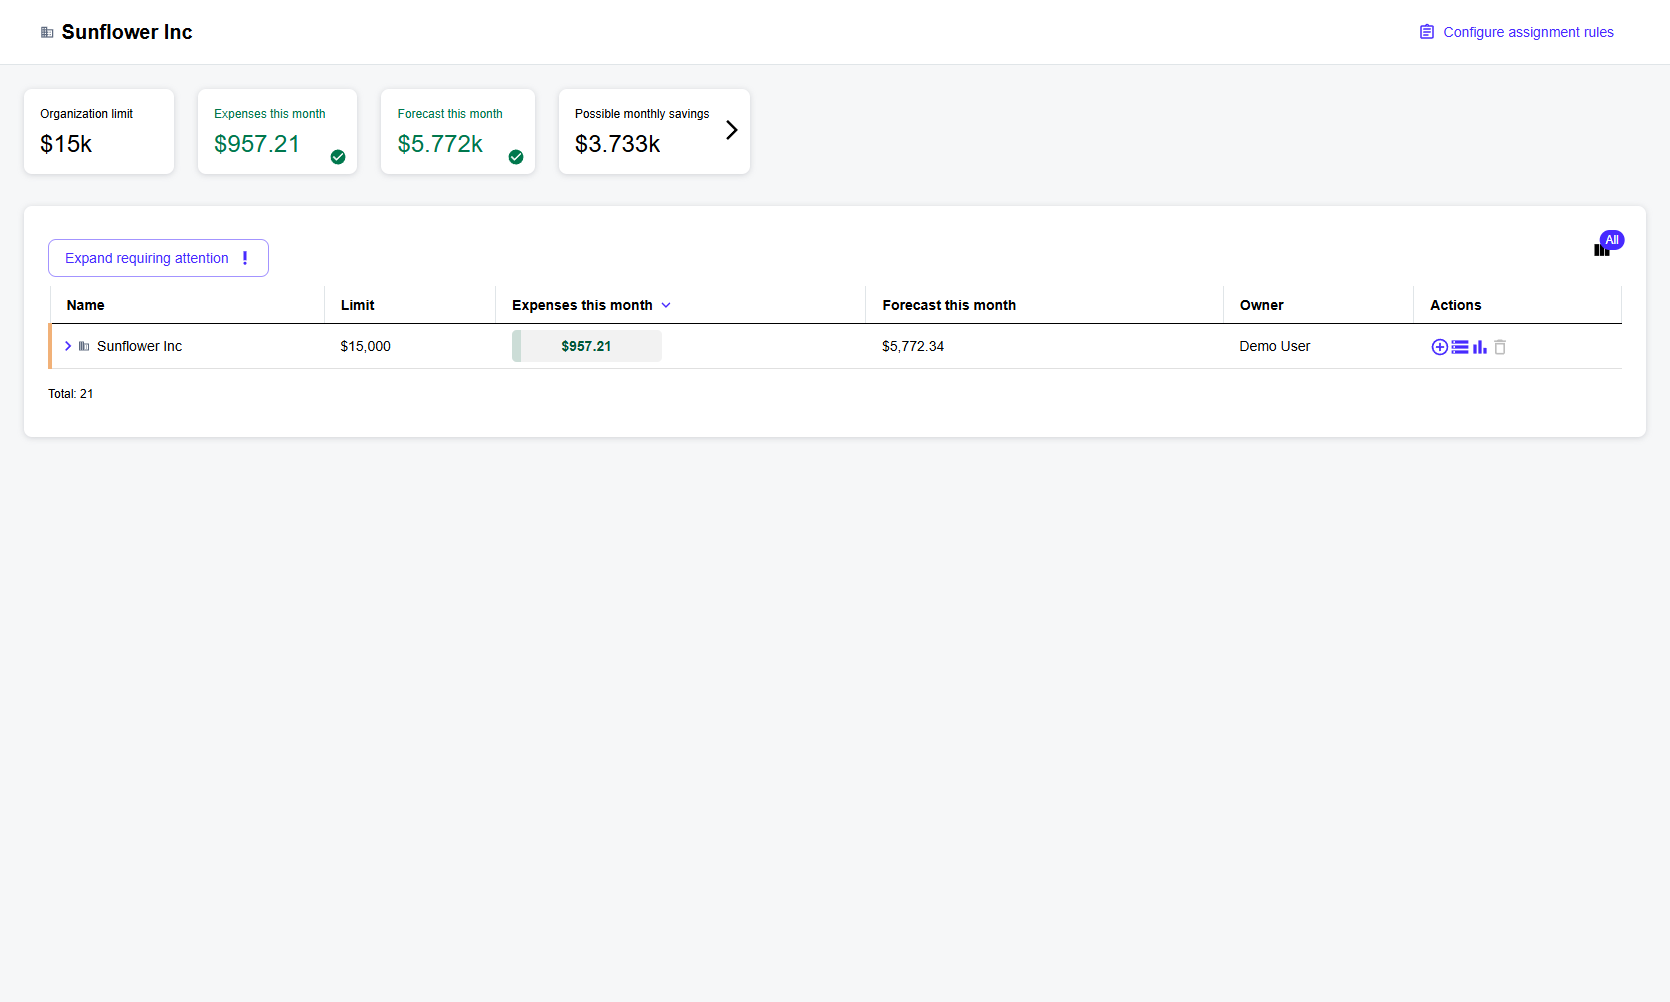 Sunflower Inc
Configure assignment rules
Organization limit
$15k
Expenses this month
$957.21
Forecast this month
$5.772k
Possible monthly savings
$3.733k
Expand requiring attention !
All
Name Limit Expenses this month Forecast this month Owner Actions
Sunflower Inc $15,000 $957.21 $5,772.34 Demo User
Total: 21